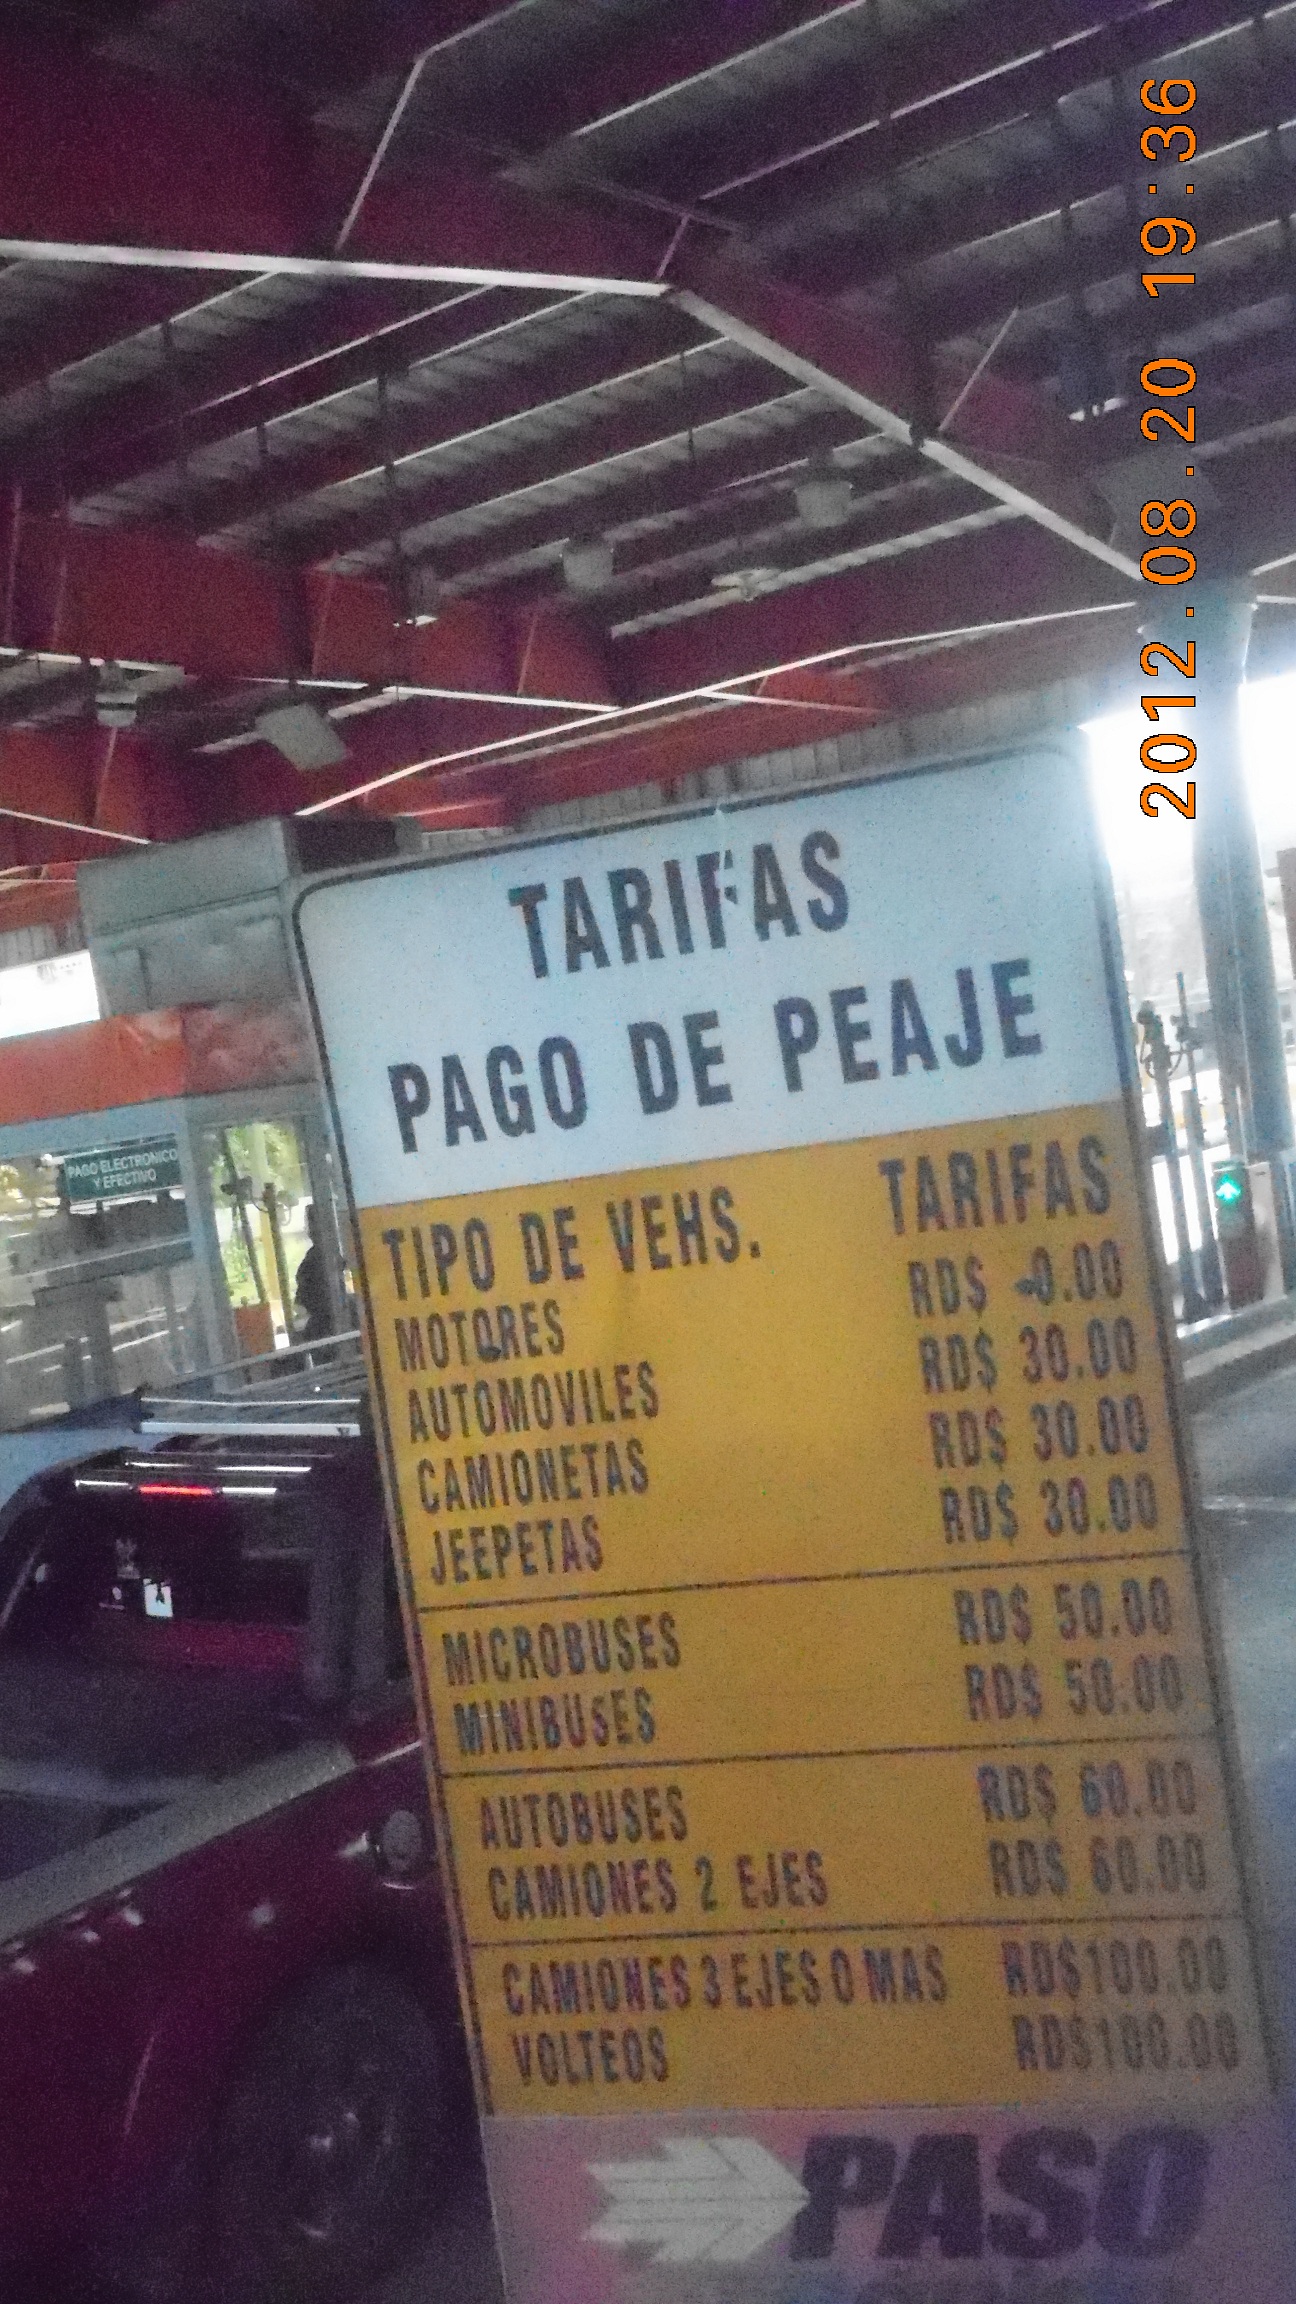 2012.08.20 19:36
TARIFAS
PAGO DE PEAJE
PAGO ELECTRONICO
Y EFECTIVO
TIPO DE VEHS. TARIFAS
MOTORES RD$ 0.00
AUTOMOVILES RD$ 30.00
CAMIONETAS RD$ 30.00
JEEPETAS RD$ 30.00
MICROBUSES RD$ 50.00
MINIBUSES RD$ 50.00
AUTOBUSES RD$ 60.00
CAMIONES 2 EJES RD$ 60.00
CAMIONES 3 EJES O MAS RD$100.00
VOLTEOS RD$100.00
PASO